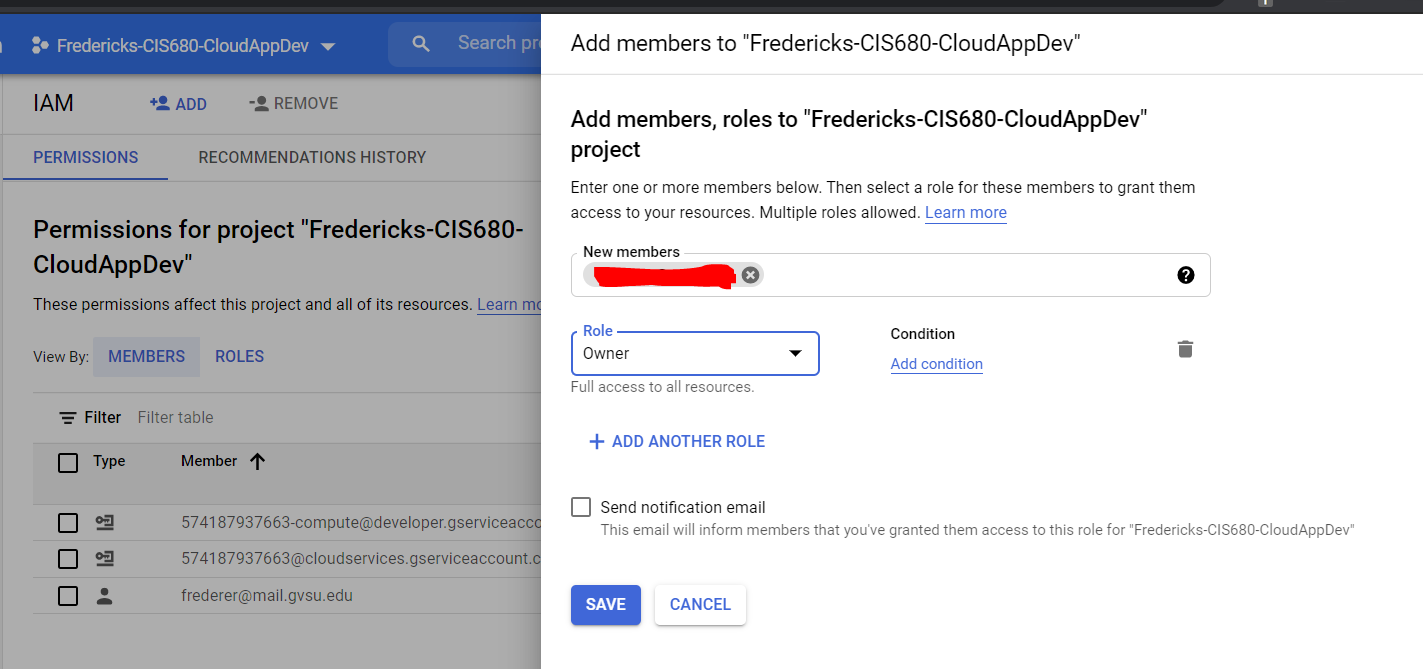 Fredericks-CIS680-CloudAppDev
Search pr
IAM
ADD
REMOVE
PERMISSIONS
RECOMMENDATIONS HISTORY
Permissions for project "Fredericks-CIS680-
CloudAppDev"
These permissions affect this project and all of its resources. Learn mo
View By:
MEMBERS
ROLES
Filter
Filter table
Type
Member
574187937663-compute@developer.gserviceacco
574187937663@cloudservices.gserviceaccount.c
frederer@mail.gvsu.edu
Add members to "Fredericks-CIS680-CloudAppDev"
Add members, roles to "Fredericks-CIS680-CloudAppDev"
project
Enter one or more members below. Then select a role for these members to grant them
access to your resources. Multiple roles allowed. Learn more
New members
Role
Owner
Full access to all resources.
Condition
Add condition
ADD ANOTHER ROLE
Send notification email
This email will inform members that you've granted them access to this role for "Fredericks-CIS680-CloudAppDev"
SAVE
CANCEL